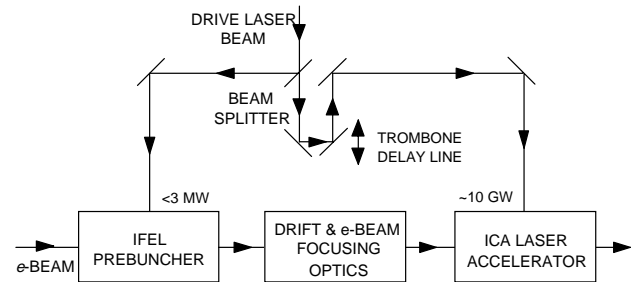 DRIVE LASER
BEAM
BEAM
SPLITTER
TROMBONE
DELAY LINE
<3 MW
~10 GW
e-BEAM
IFEL
PREBUNCHER
DRIFT & e-BEAM
FOCUSING
OPTICS
ICA LASER
ACCELERATOR